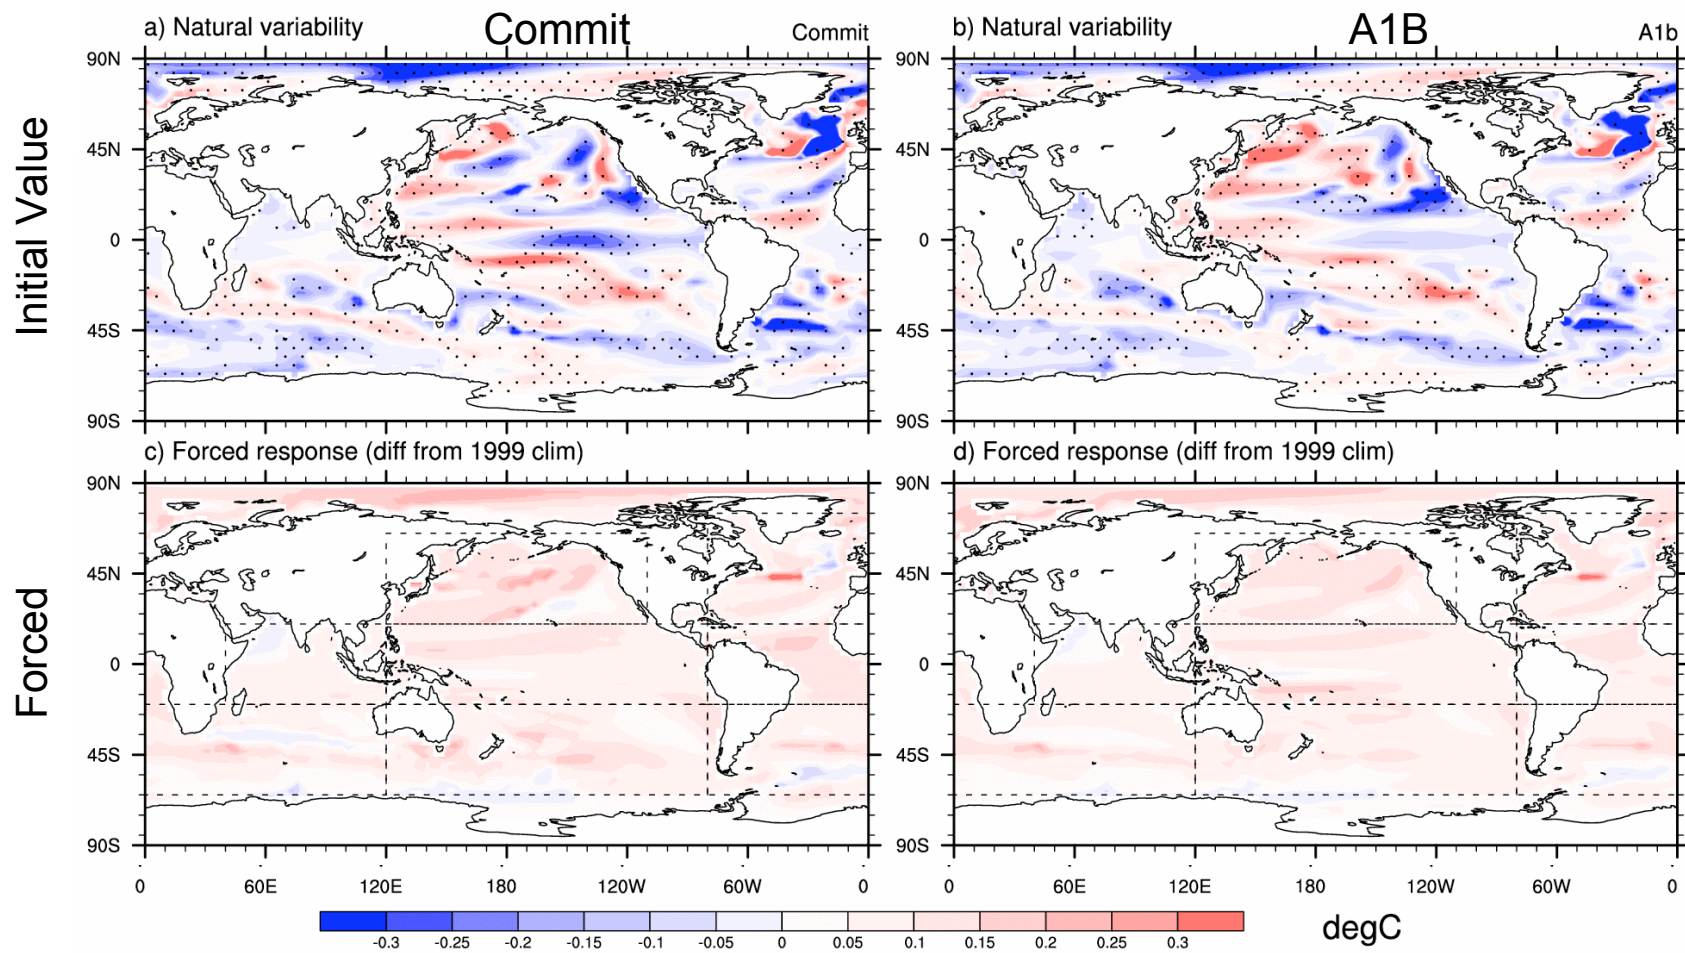 Commit A1B
a) Natural variability Commit b) Natural variability A1b
90N 90N
45N 45N
0 0
45S 45S
90S 90S
Initial Value
c) Forced response (diff from 1999 clim) d) Forced response (diff from 1999 clim)
90N 90N
45N 45N
0 0
45S 45S
90S 90S
Forced
0 60E 120E 180 120W 60W 0 0 60E 120E 180 120W 60W 0
-0.3 -0.25 -0.2 -0.15 -0.1 -0.05 0 0.05 0.1 0.15 0.2 0.25 0.3
degC